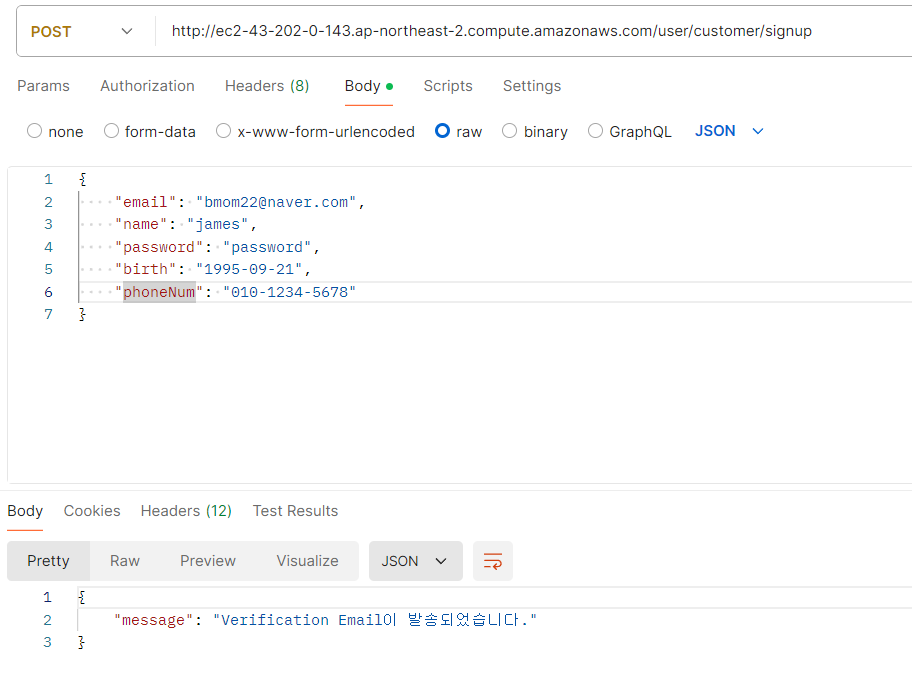 POST http://ec2-43-202-0-143.ap-northeast-2.compute.amazonaws.com/user/customer/signup
Params Authorization Headers (8) Body Scripts Settings
none form-data x-www-form-urlencoded raw binary GraphQL JSON
1 {
2 "email": "bmom22@naver.com",
3 "name": "james",
4 "password": "password",
5 "birth": "1995-09-21",
6 "phoneNum": "010-1234-5678"
7 }
Body Cookies Headers (12) Test Results
Pretty Raw Preview Visualize JSON
1 {
2 "message": "Verification Email이 발송되었습니다."
3 }